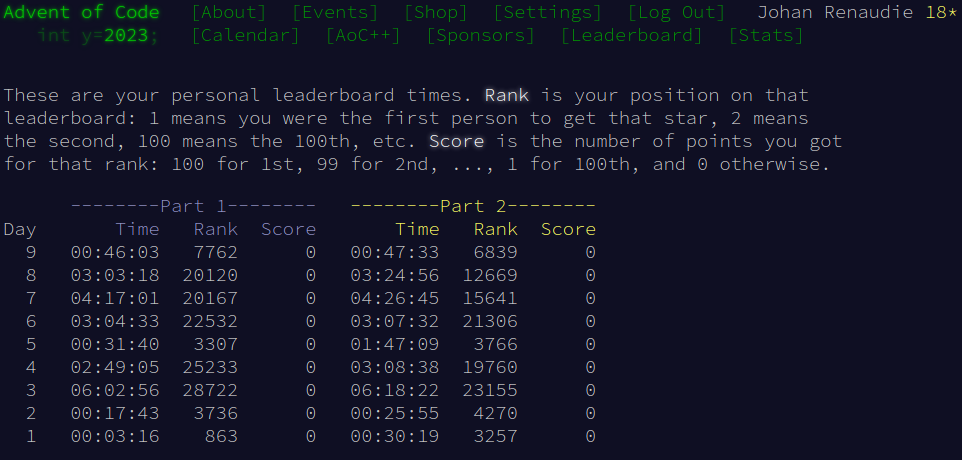 Advent of Code [About] [Events] [Shop] [Settings] [Log Out] Johan Renaudie 18*
int y=2023; [Calendar] [AoC++] [Sponsors] [Leaderboard] [Stats]
These are your personal leaderboard times. Rank is your position on that
leaderboard: 1 means you were the first person to get that star, 2 means
the second, 100 means the 100th, etc. Score is the number of points you got
for that rank: 100 for 1st, 99 for 2nd, ..., 1 for 100th, and 0 otherwise.
--------Part 1-------- --------Part 2--------
Day Time Rank Score Time Rank Score
9 00:46:03 7762 0 00:47:33 6839 0
8 03:03:18 20120 0 03:24:56 12669 0
7 04:17:01 20167 0 04:26:45 15641 0
6 03:04:33 22532 0 03:07:32 21306 0
5 00:31:40 3307 0 01:47:09 3766 0
4 02:49:05 25233 0 03:08:38 19760 0
3 06:02:56 28722 0 06:18:22 23155 0
2 00:17:43 3736 0 00:25:55 4270 0
1 00:03:16 863 0 00:30:19 3257 0